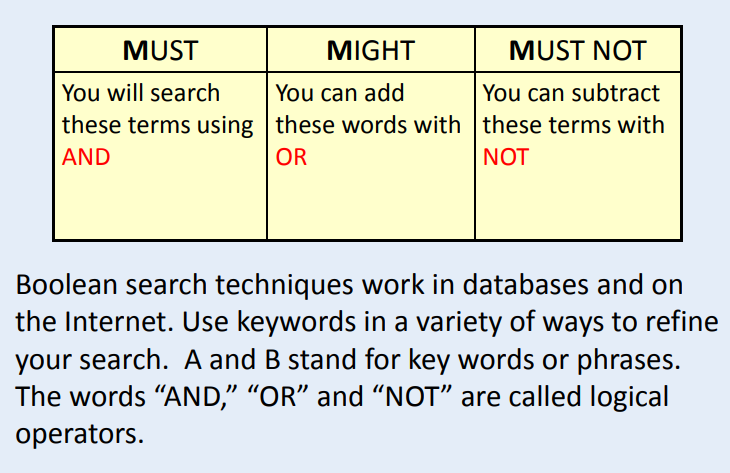 MUST
MIGHT
MUST NOT
You will search
these terms using
AND
You can add
these words with
OR
You can subtract
these terms with
NOT
Boolean search techniques work in databases and on
the Internet. Use keywords in a variety of ways to refine
your search.  A and B stand for key words or phrases.
The words “AND,” “OR” and “NOT” are called logical
operators.